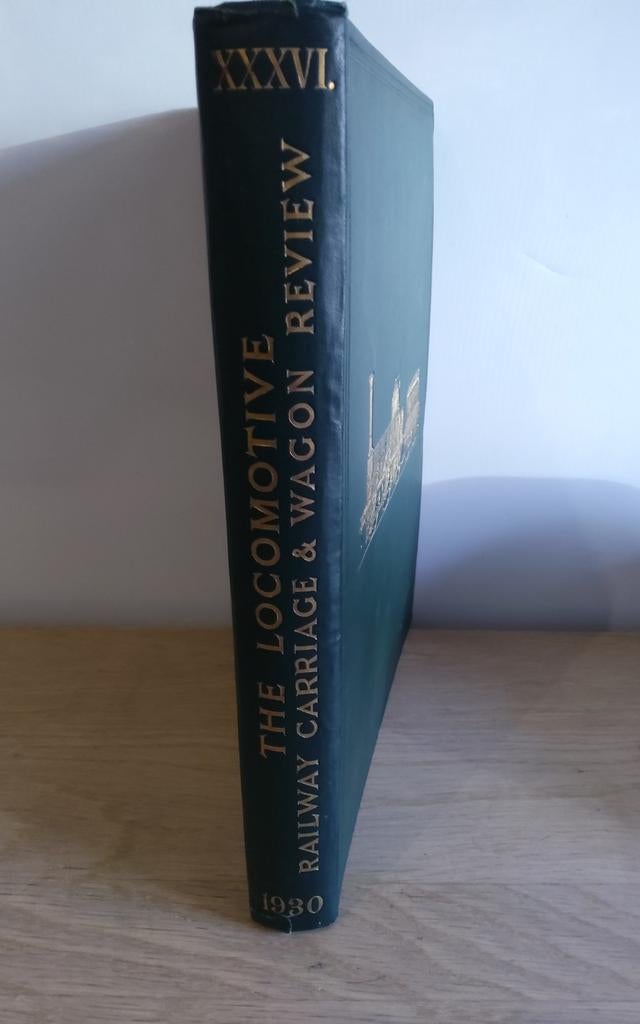 XXXVI.
THE LOCOMOTIVE
RAILWAY CARRIAGE & WAGON REVIEW
1930